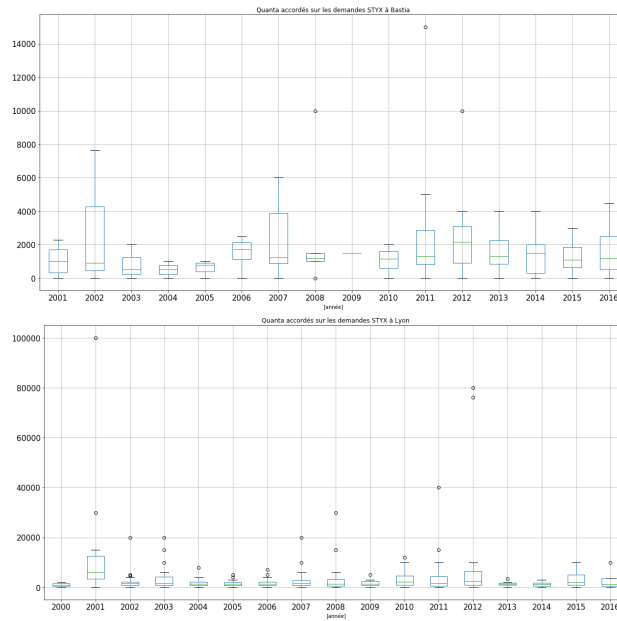 Quanta accordés sur les demandes STYX à Bastia
14000
12000
10000
8000
6000
4000
2000
0
2001 2002 2003 2004 2005 2006 2007 2008 2009 2010 2011 2012 2013 2014 2015 2016
[année]
Quanta accordés sur les demandes STYX à Lyon
100000
80000
60000
40000
20000
0
2000 2001 2002 2003 2004 2005 2006 2007 2008 2009 2010 2011 2012 2013 2014 2015 2016
[année]